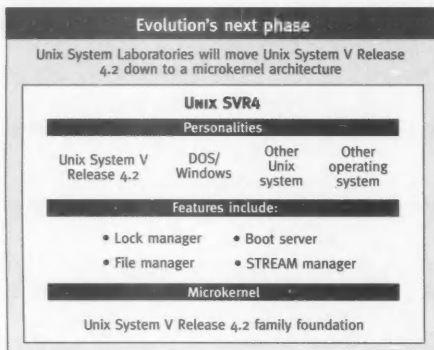 Evolution's next phase
Unix System Laboratories will move Unix System V Release
4.2 down to a microkernel architecture
UNIX SVR4
Personalities
Unix System V
Release 4.2
DOS/
Windows
Other
Unix
system
Other
operating
system
Features include:
• Lock manager
• Boot server
• File manager
• STREAM manager
Microkernel
Unix System V Release 4.2 family foundation